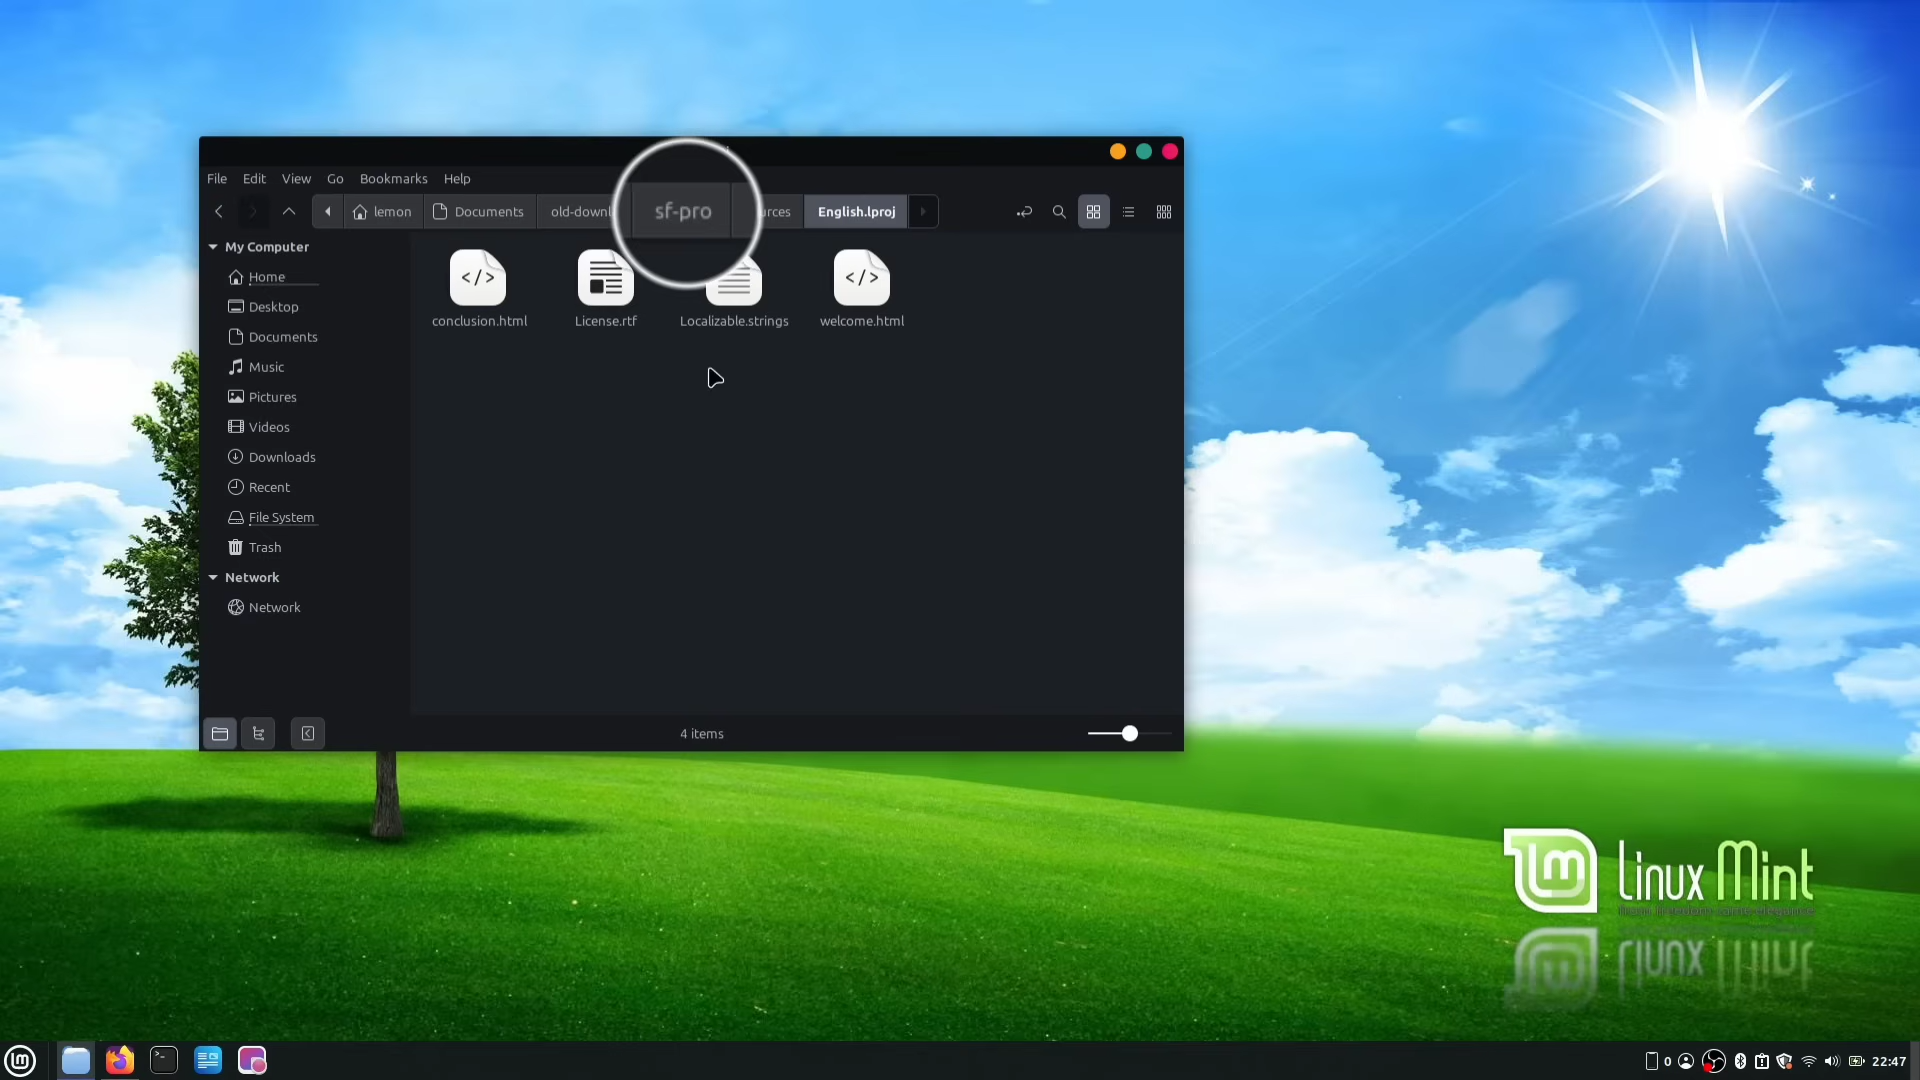 File Edit View Go Bookmarks Help
lemon Documents old-downl sf-pro urces English.lproj
My Computer
Home
Desktop
Documents
Music
Pictures
Videos
Downloads
Recent
File System
Trash
Network
Network
conclusion.html License.rtf Localizable.strings welcome.html
4 items
Linux Mint
0 22:47